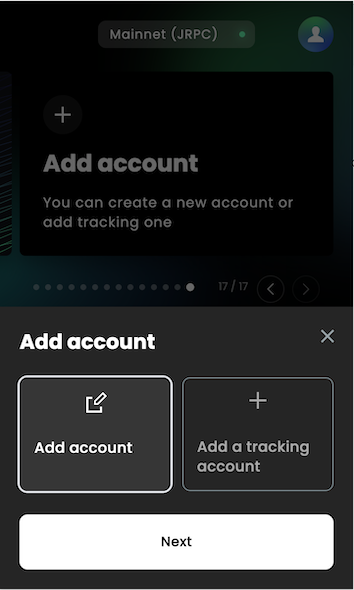 Mainnet (JRPC)
Add account
You can create a new account or
add tracking one
17 / 17
Add account
Add account
Add a tracking
account
Next